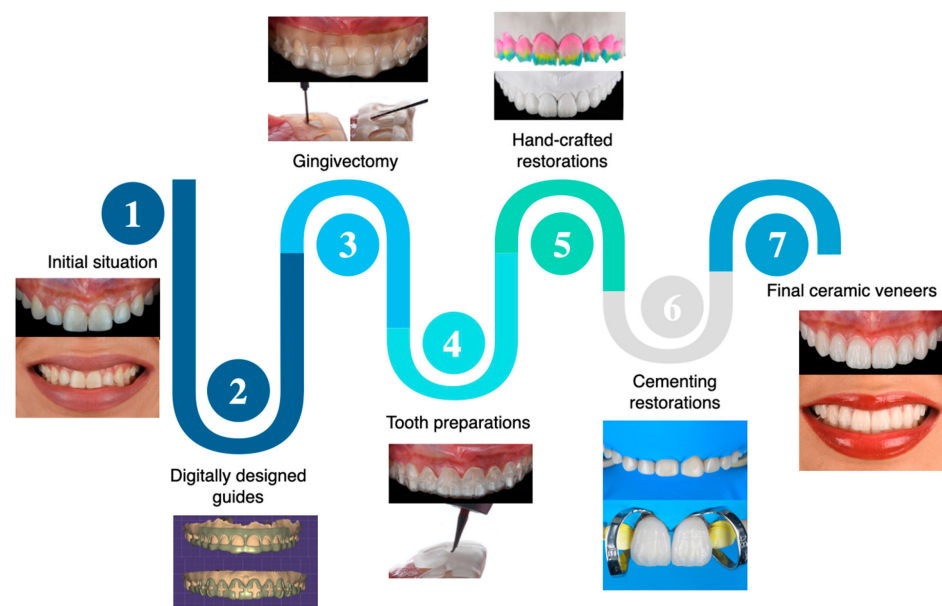 1
Initial situation
2
Digitally designed
guides
Gingivectomy
3
4
Tooth preparations
Hand-crafted
restorations
5
6
Cementing
restorations
7
Final ceramic veneers